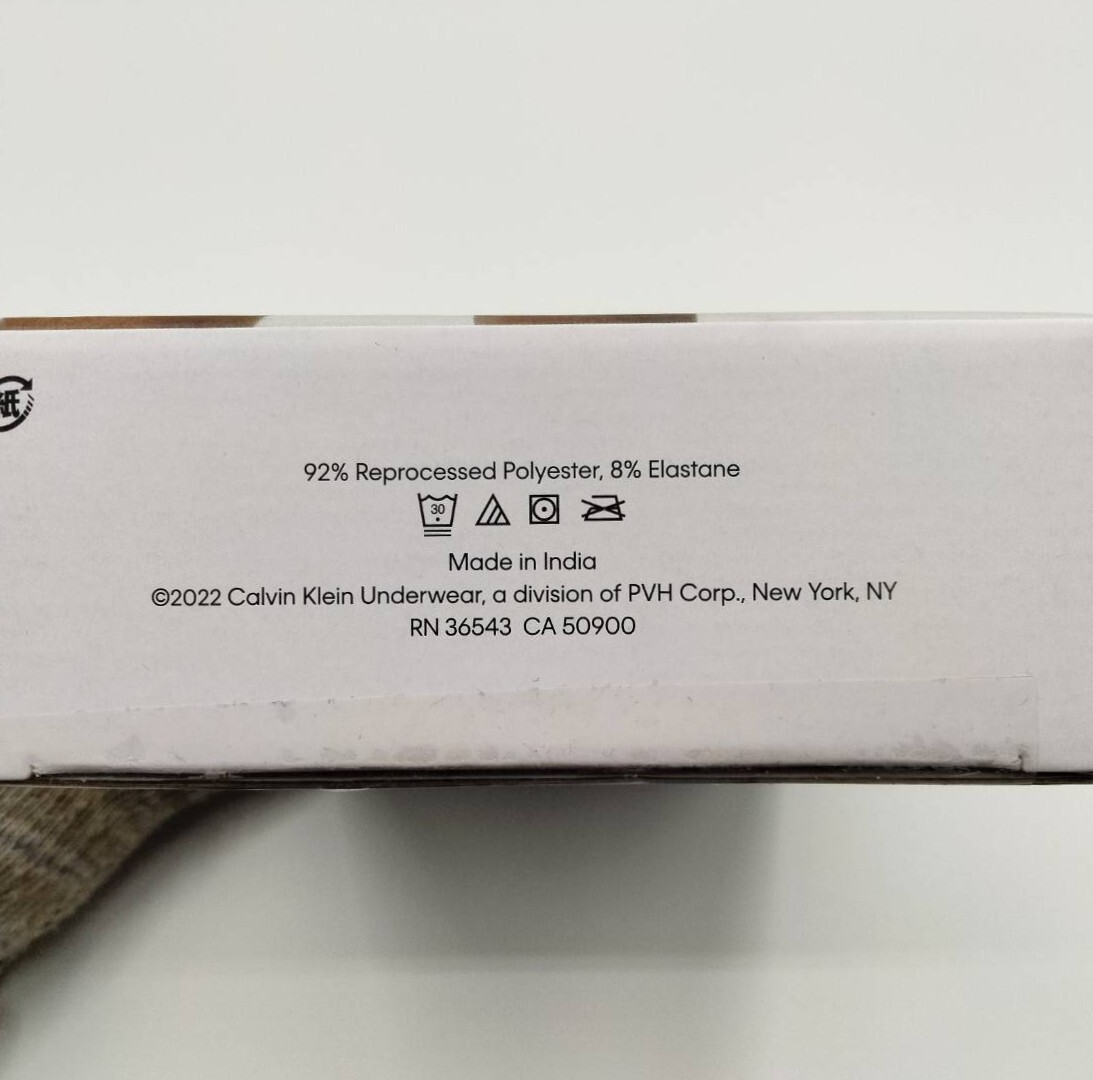 紙
92% Reprocessed Polyester, 8% Elastane
30
Made in India
©2022 Calvin Klein Underwear, a division of PVH Corp., New York, NY
RN 36543 CA 50900